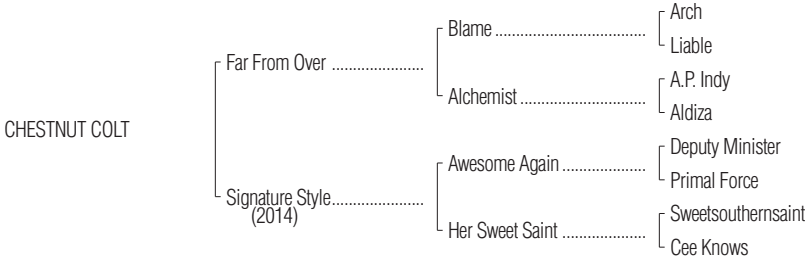 Arch
Blame ......................................
Liable
Far From Over .......................
A.P. Indy
Alchemist ................................
Aldiza
CHESTNUT COLT
Deputy Minister
Awesome Again .....................
Primal Force
Signature Style.......................
(2014)
Sweetsouthernsaint
Her Sweet Saint .....................
Cee Knows